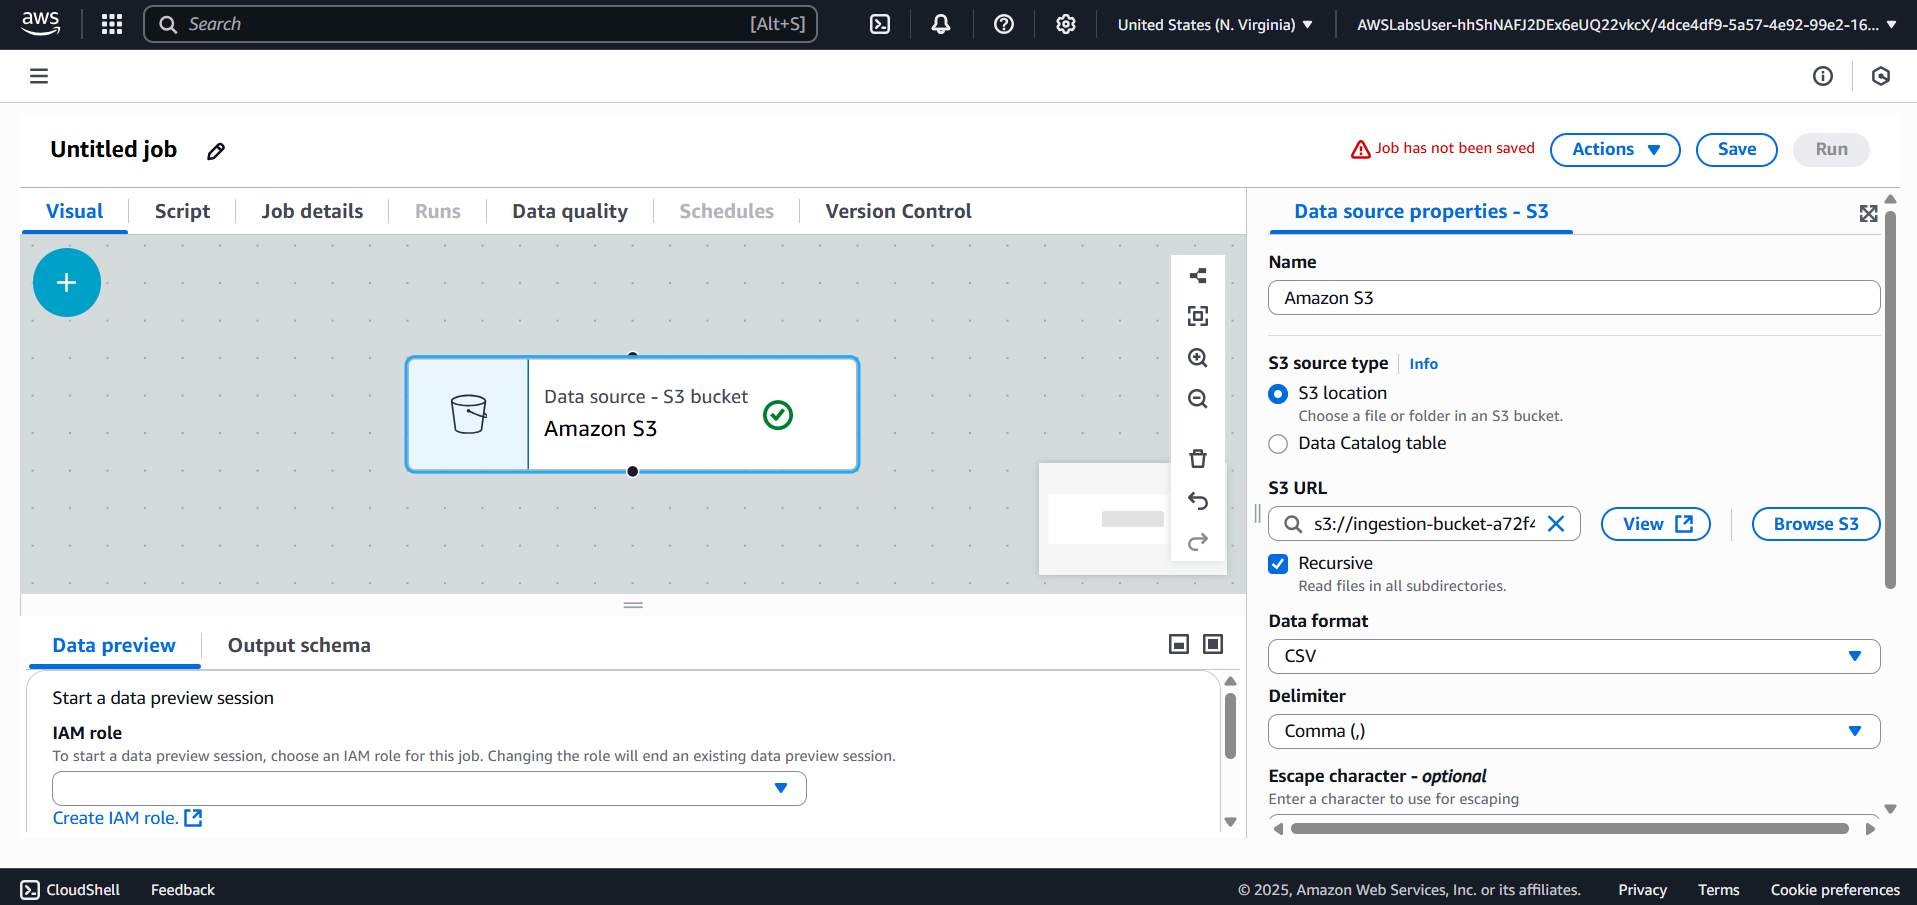 aws
Search
[Alt+S]
United States (N. Virginia)
AWSLabsUser-hhShNAFJ2DEx6eUQ22vkcX/4dce4df9-5a57-4e92-99e2-16...
Untitled job
Job has not been saved
Actions
Save
Run
Visual
Script
Job details
Runs
Data quality
Schedules
Version Control
Data source - S3 bucket
Amazon S3
Data preview
Output schema
Start a data preview session
IAM role
To start a data preview session, choose an IAM role for this job. Changing the role will end an existing data preview session.
Create IAM role.
Data source properties - S3
Name
Amazon S3
S3 source type
Info
S3 location
Choose a file or folder in an S3 bucket.
Data Catalog table
S3 URL
s3://ingestion-bucket-a72f4
View
Browse S3
Recursive
Read files in all subdirectories.
Data format
CSV
Delimiter
Comma (,)
Escape character - optional
Enter a character to use for escaping
CloudShell
Feedback
© 2025, Amazon Web Services, Inc. or its affiliates.
Privacy
Terms
Cookie preferences